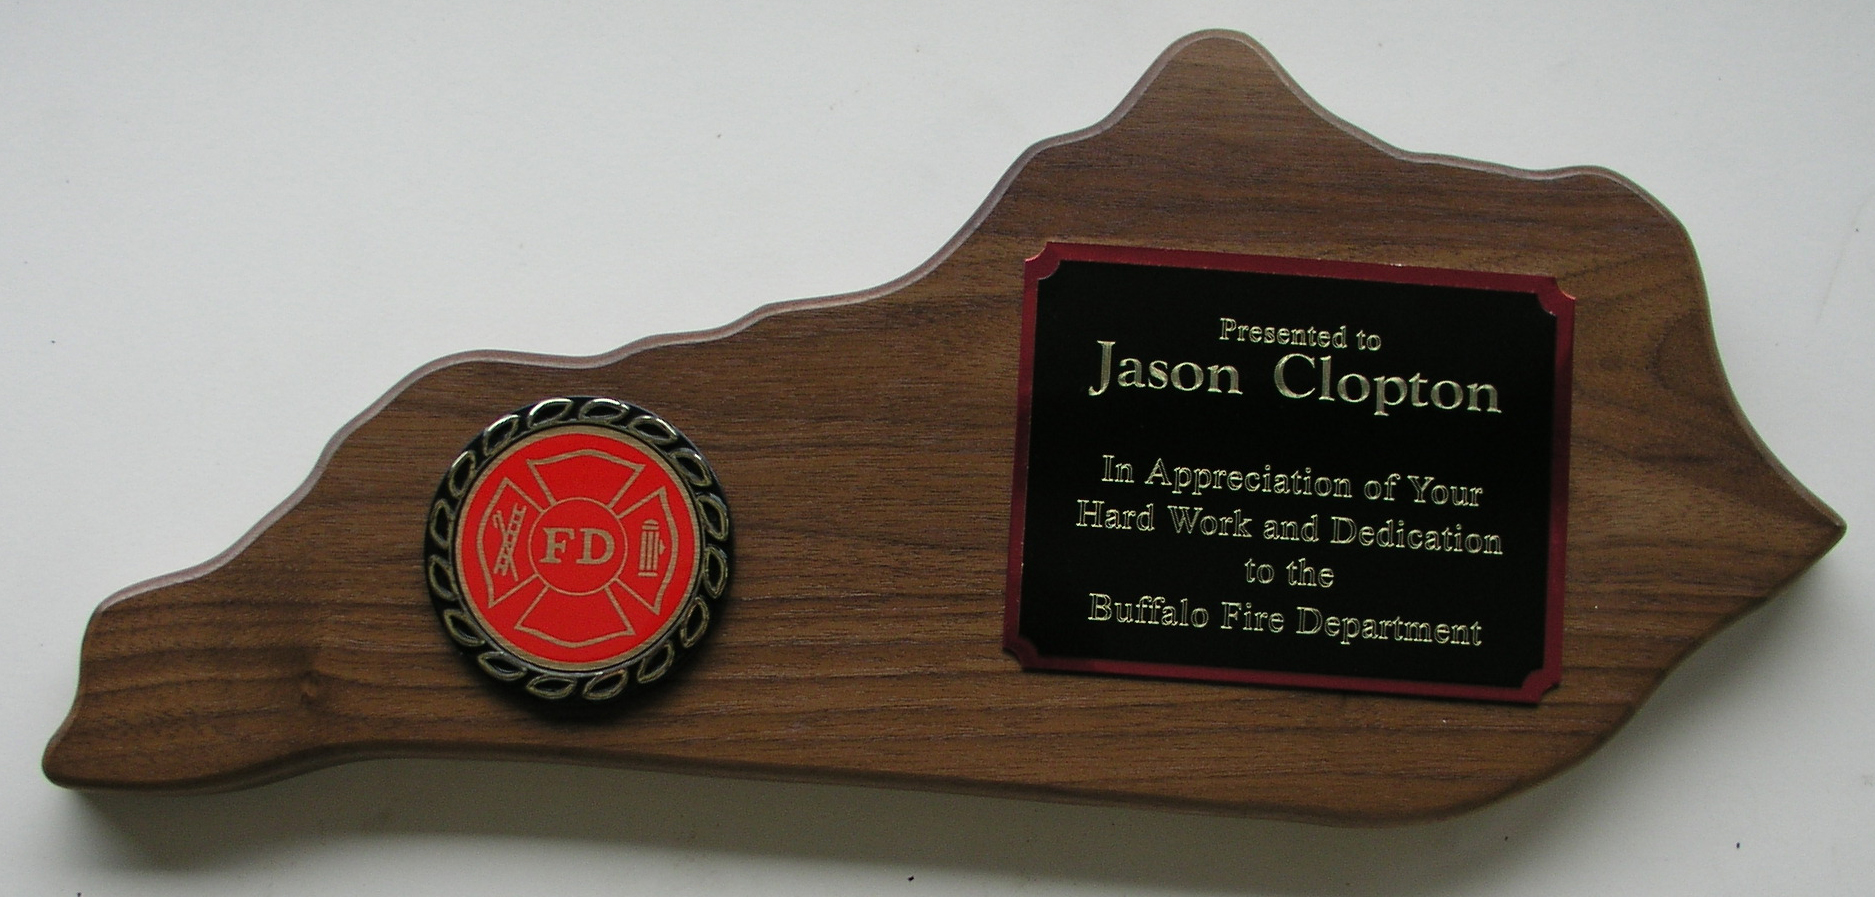 FD
Presented to
Jason Clopton
In Appreciation of Your
Hard Work and Dedication
to the
Buffalo Fire Department